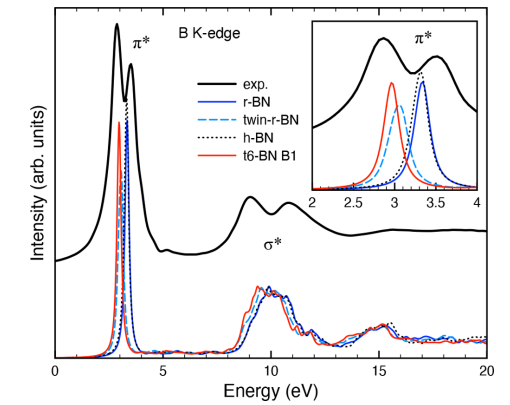 π*
B K-edge
exp.
r-BN
twin-r-BN
h-BN
t6-BN B1
π*
2 2.5 3 3.5 4
σ*
Intensity (arb. units)
0 5 10 15 20
Energy (eV)